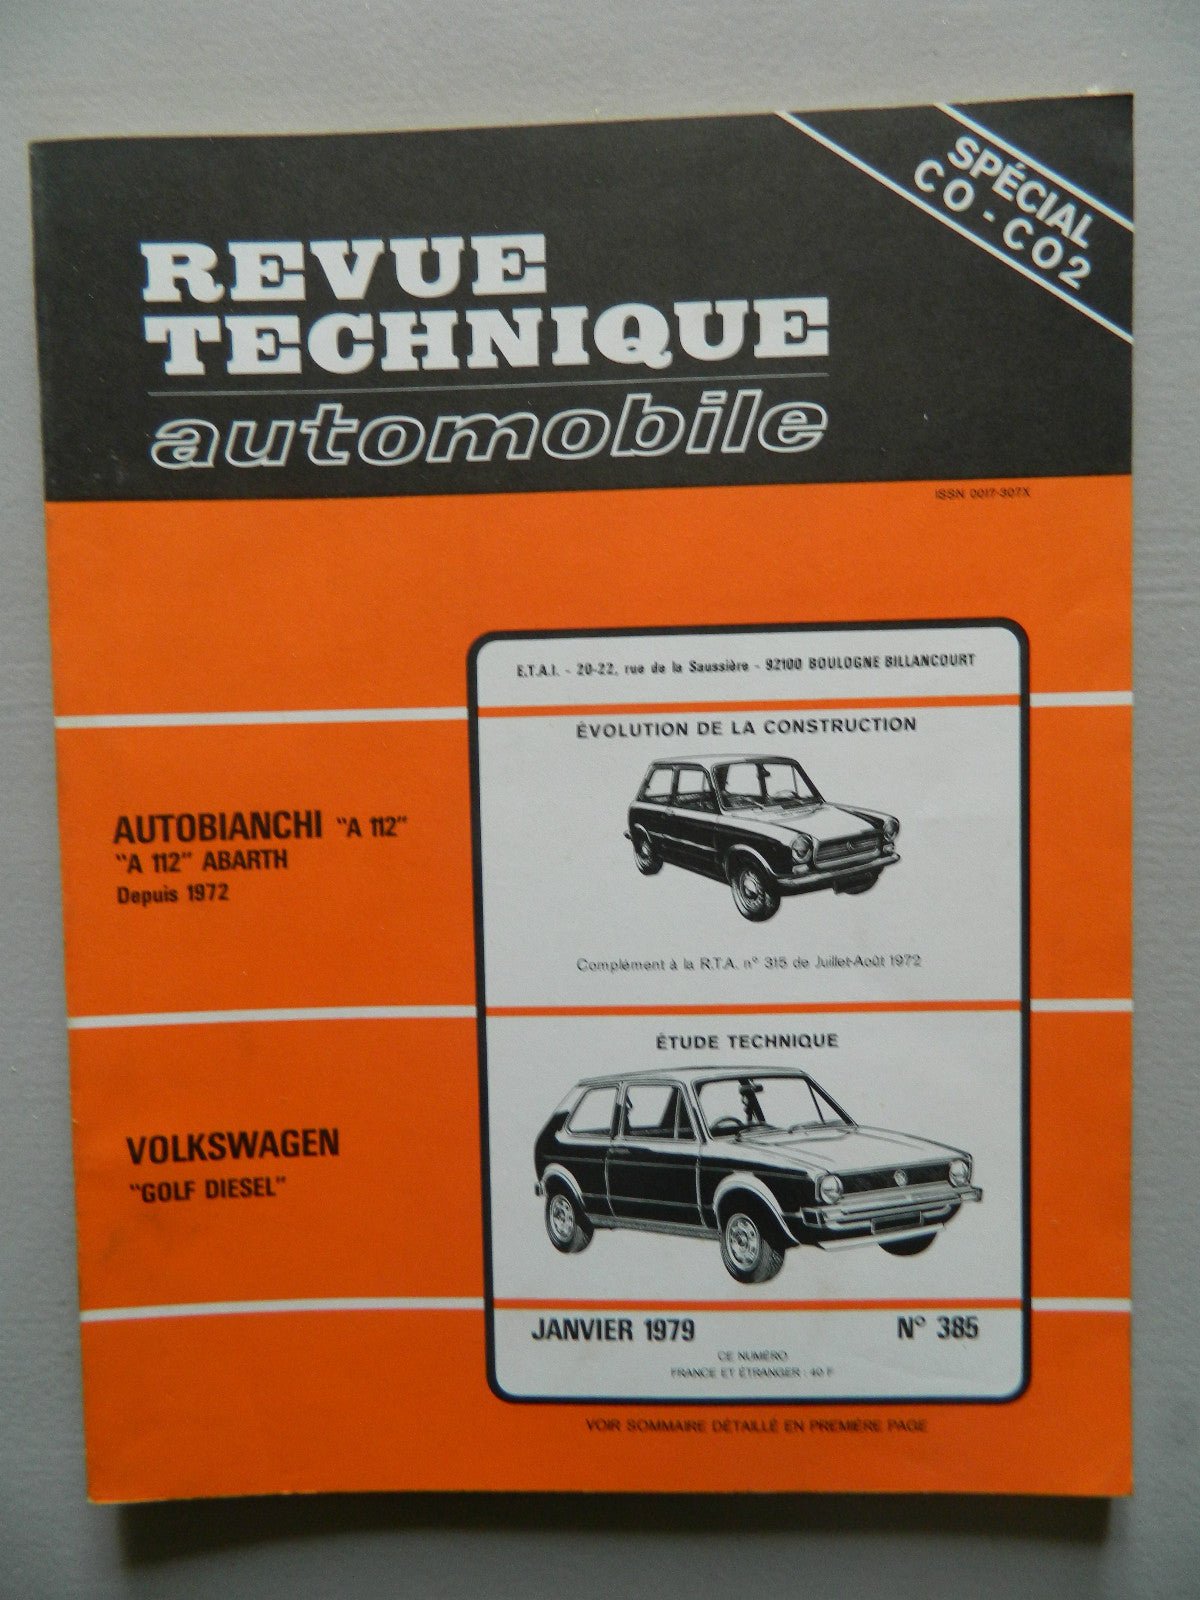 SPÉCIAL
CO - CO2
REVUE
TECHNIQUE
automobile
ISSN 0017-307X
E.T.A.I. - 20-22, rue de la Saussière - 92100 BOULOGNE BILLANCOURT
ÉVOLUTION DE LA CONSTRUCTION
AUTOBIANCHI "A 112"
"A 112" ABARTH
Depuis 1972
Complément à la R.T.A. n° 315 de Juillet-Août 1972
ÉTUDE TECHNIQUE
VOLKSWAGEN
"GOLF DIESEL"
JANVIER 1979 N° 385
CE NUMÉRO
FRANCE ET ÉTRANGER : 40 F
VOIR SOMMAIRE DÉTAILLÉ EN PREMIÈRE PAGE